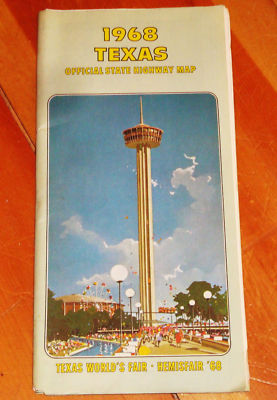 1968
TEXAS
OFFICIAL STATE HIGHWAY MAP
TEXAS WORLD'S FAIR · HEMISFAIR '68